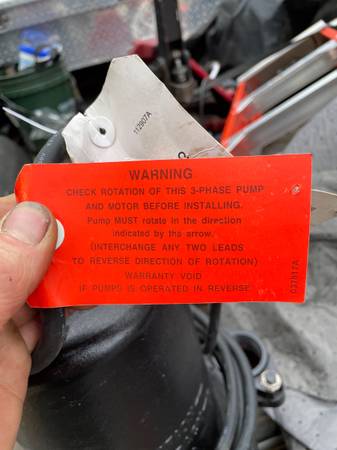 112907A
WARNING
CHECK ROTATION OF THIS 3-PHASE PUMP
AND MOTOR BEFORE INSTALLING.
Pump MUST rotate in the direction
indicated by the arrow.
(INTERCHANGE ANY TWO LEADS
TO REVERSE DIRECTION OF ROTATION)
WARRANTY VOID
IF PUMPS IS OPERATED IN REVERSE